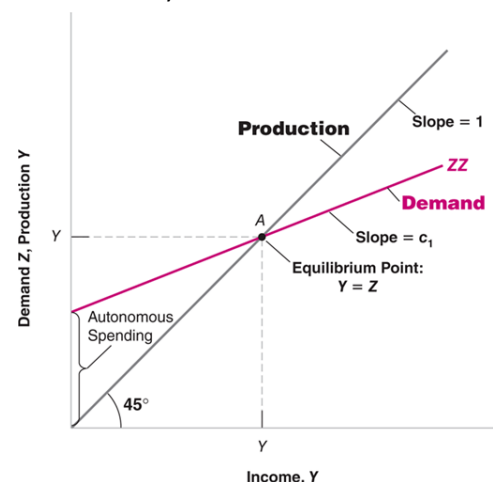 Production
Slope = 1
ZZ
Demand
A
Y
Slope = c₁
Equilibrium Point:
Y = Z
Autonomous
Spending
45°
Y
Income, Y
Demand Z, Production Y